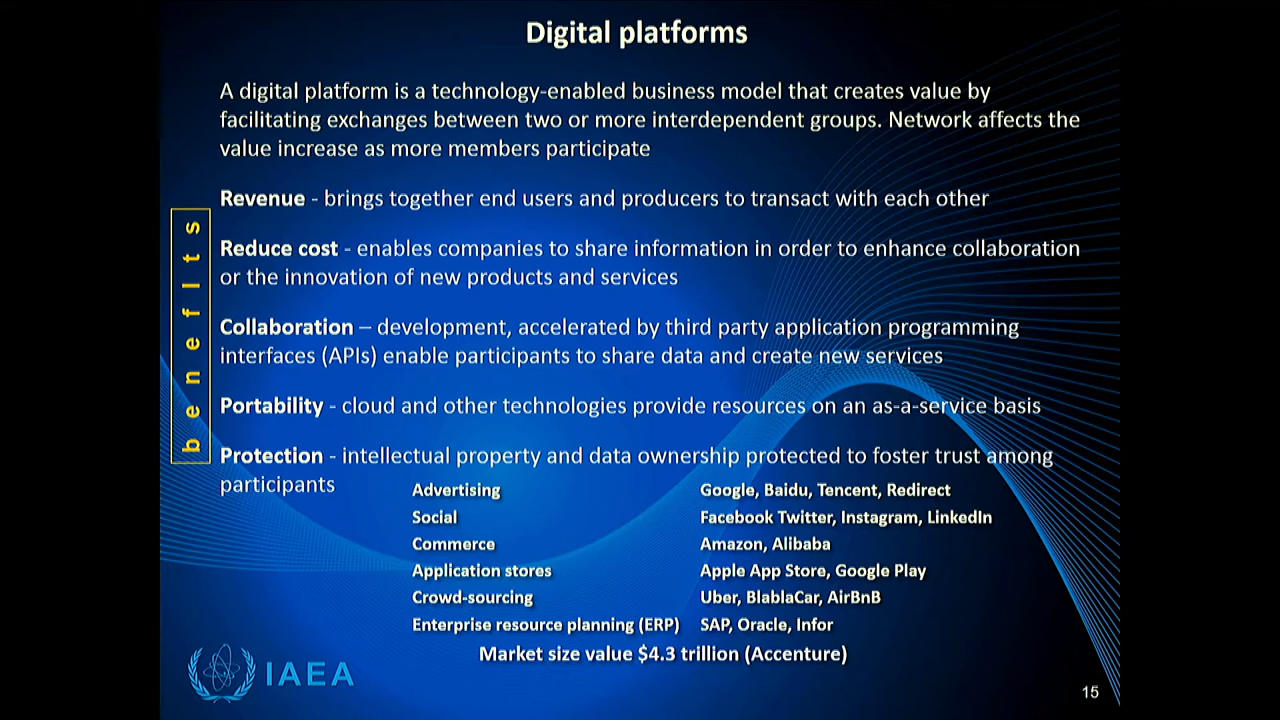 Digital platforms
A digital platform is a technology-enabled business model that creates value by
facilitating exchanges between two or more interdependent groups. Network affects the
value increase as more members participate
Revenue - brings together end users and producers to transact with each other
Reduce cost - enables companies to share information in order to enhance collaboration
or the innovation of new products and services
Collaboration – development, accelerated by third party application programming
interfaces (APIs) enable participants to share data and create new services
Portability - cloud and other technologies provide resources on an as-a-service basis
Protection - intellectual property and data ownership protected to foster trust among
participants
benefIts
Advertising Google, Baidu, Tencent, Redirect
Social Facebook Twitter, Instagram, LinkedIn
Commerce Amazon, Alibaba
Application stores Apple App Store, Google Play
Crowd-sourcing Uber, BlablaCar, AirBnB
Enterprise resource planning (ERP) SAP, Oracle, Infor
Market size value $4.3 trillion (Accenture)
IAEA
15